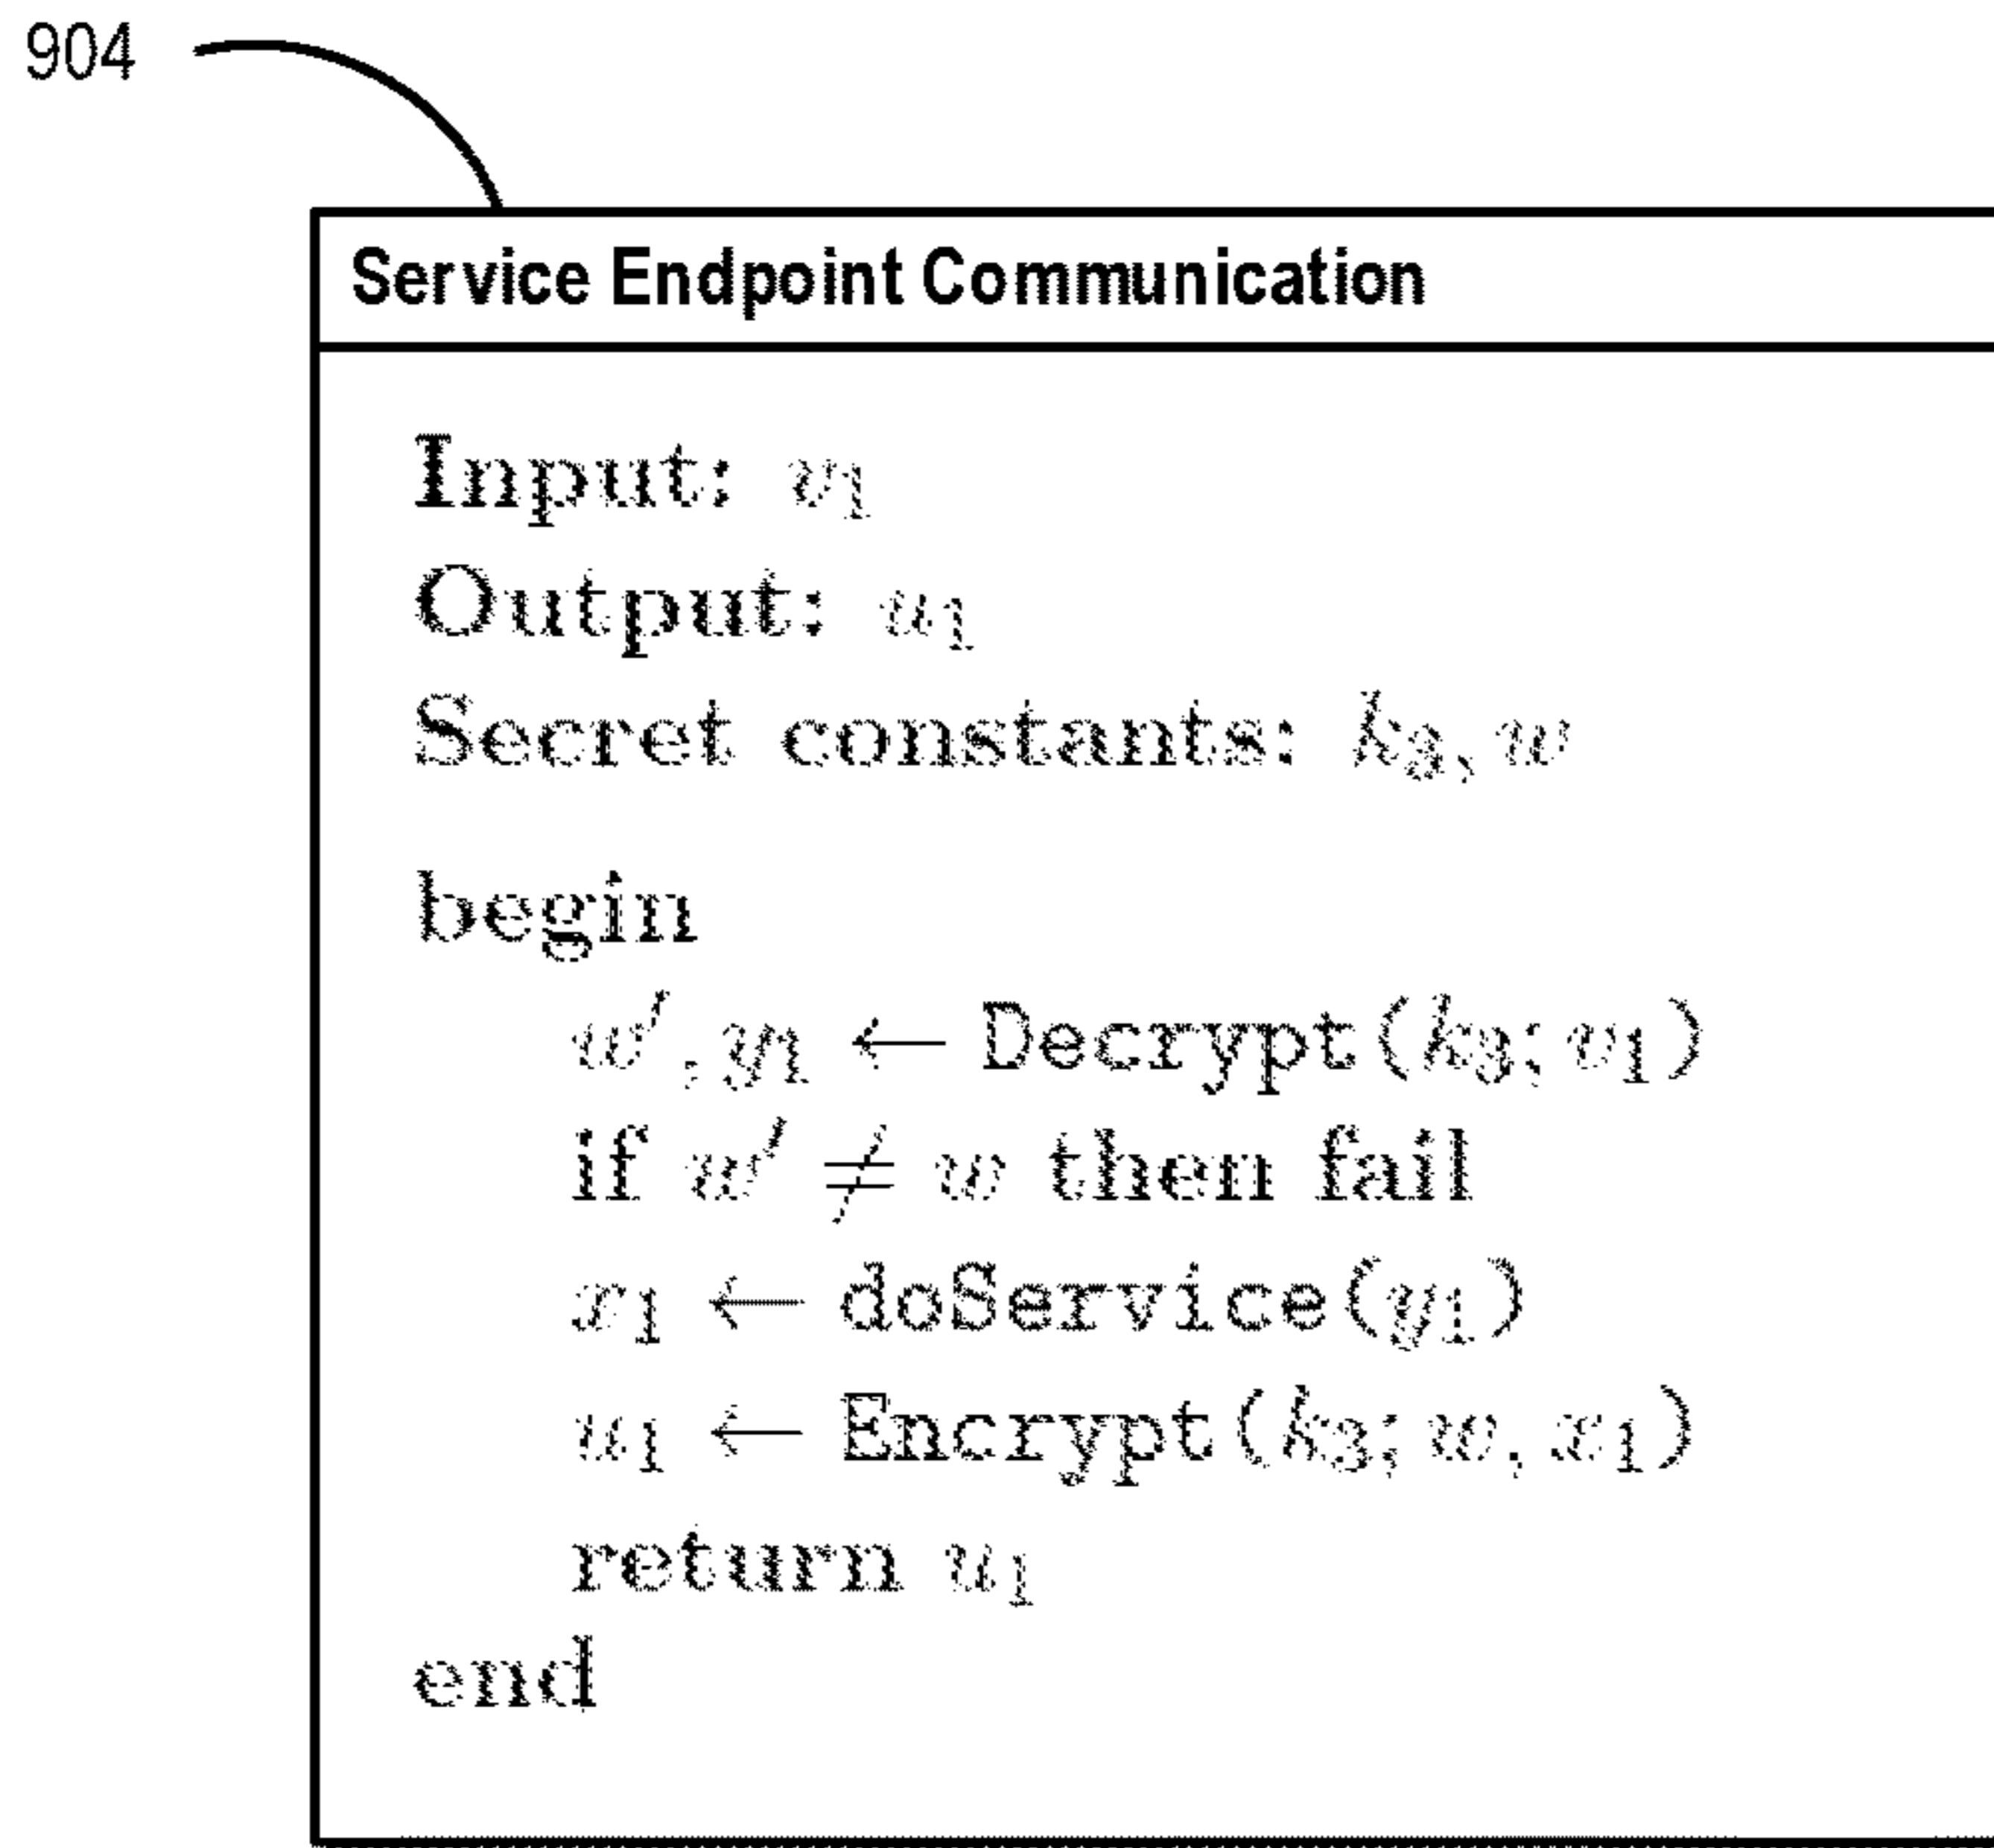 904
Service Endpoint Communication
Input: v₁
Output: u₁
Secret constants: k₃, w
begin
w′, y₁ ← Decrypt(k₃; v₁)
if w′ ≠ w then fail
x₁ ← doService(y₁)
u₁ ← Encrypt(k₃; w, x₁)
return u₁
end